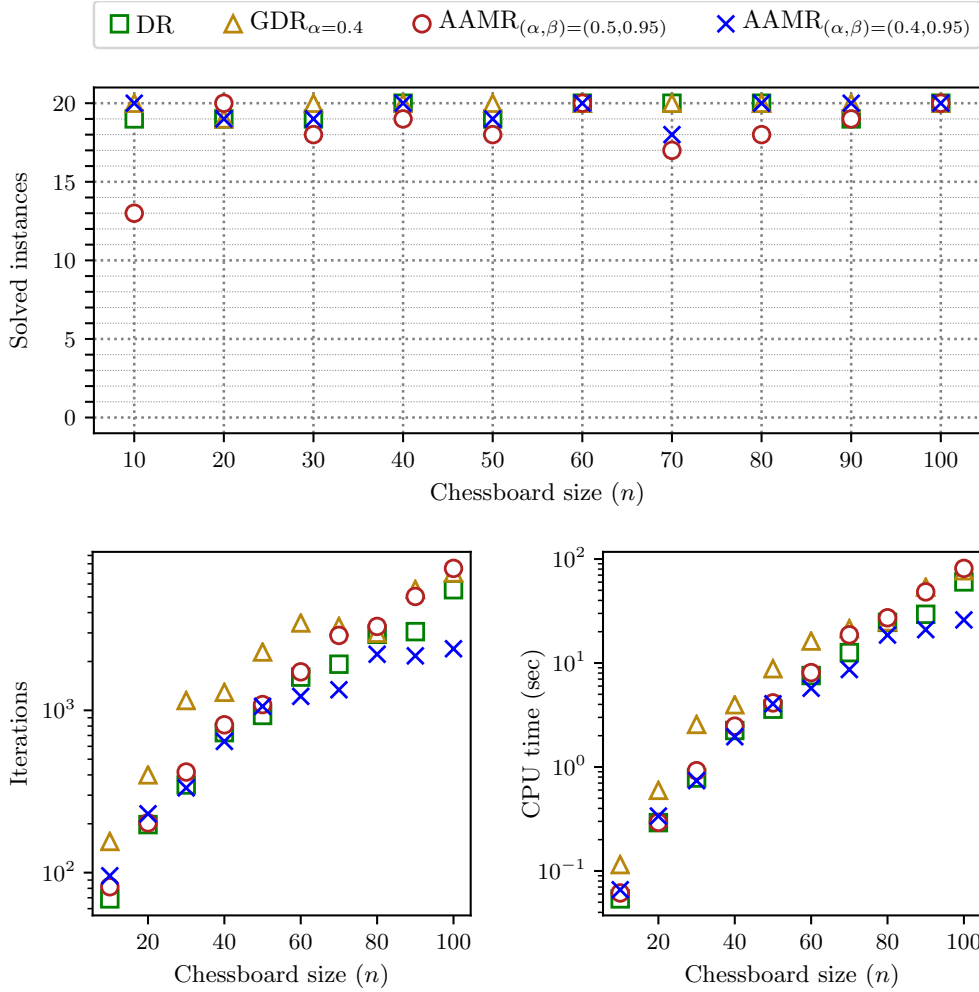 DR GDR_{α=0.4} AAMR_{(α,β)=(0.5,0.95)} AAMR_{(α,β)=(0.4,0.95)}
20
15
10
5
0
Solved instances
10 20 30 40 50 60 70 80 90 100
Chessboard size (n)
10^3
10^2
Iterations
20 40 60 80 100
Chessboard size (n)
10^2
10^1
10^0
10^{-1}
CPU time (sec)
20 40 60 80 100
Chessboard size (n)